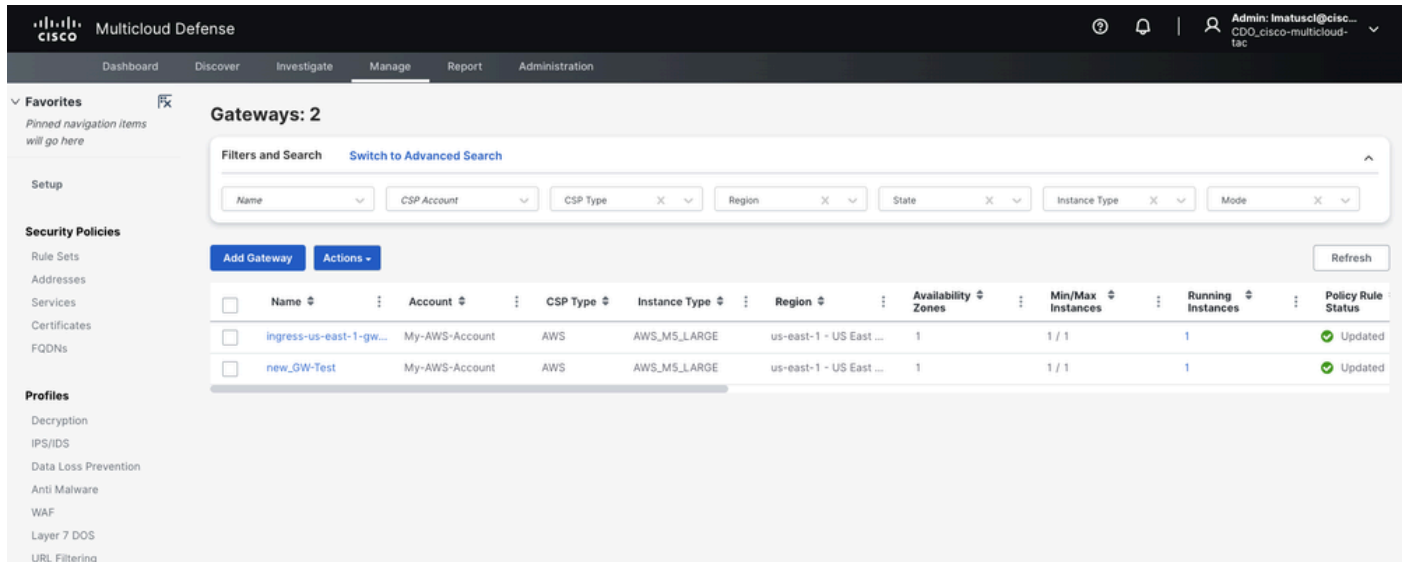 CISCO Multicloud Defense
Admin: lmatuscl@cisc...
CDO_cisco-multicloud-
tac
Dashboard Discover Investigate Manage Report Administration
Favorites
Pinned navigation items
will go here
Setup
Security Policies
Rule Sets
Addresses
Services
Certificates
FQDNs
Profiles
Decryption
IPS/IDS
Data Loss Prevention
Anti Malware
WAF
Layer 7 DOS
URL Filtering
Gateways: 2
Filters and Search Switch to Advanced Search
Name CSP Account CSP Type Region State Instance Type Mode
Add Gateway Actions Refresh
Name Account CSP Type Instance Type Region Availability Zones Min/Max Instances Running Instances Policy Rule Status
ingress-us-east-1-gw... My-AWS-Account AWS AWS_M5_LARGE us-east-1 - US East ... 1 1 / 1 1 Updated
new_GW-Test My-AWS-Account AWS AWS_M5_LARGE us-east-1 - US East ... 1 1 / 1 1 Updated